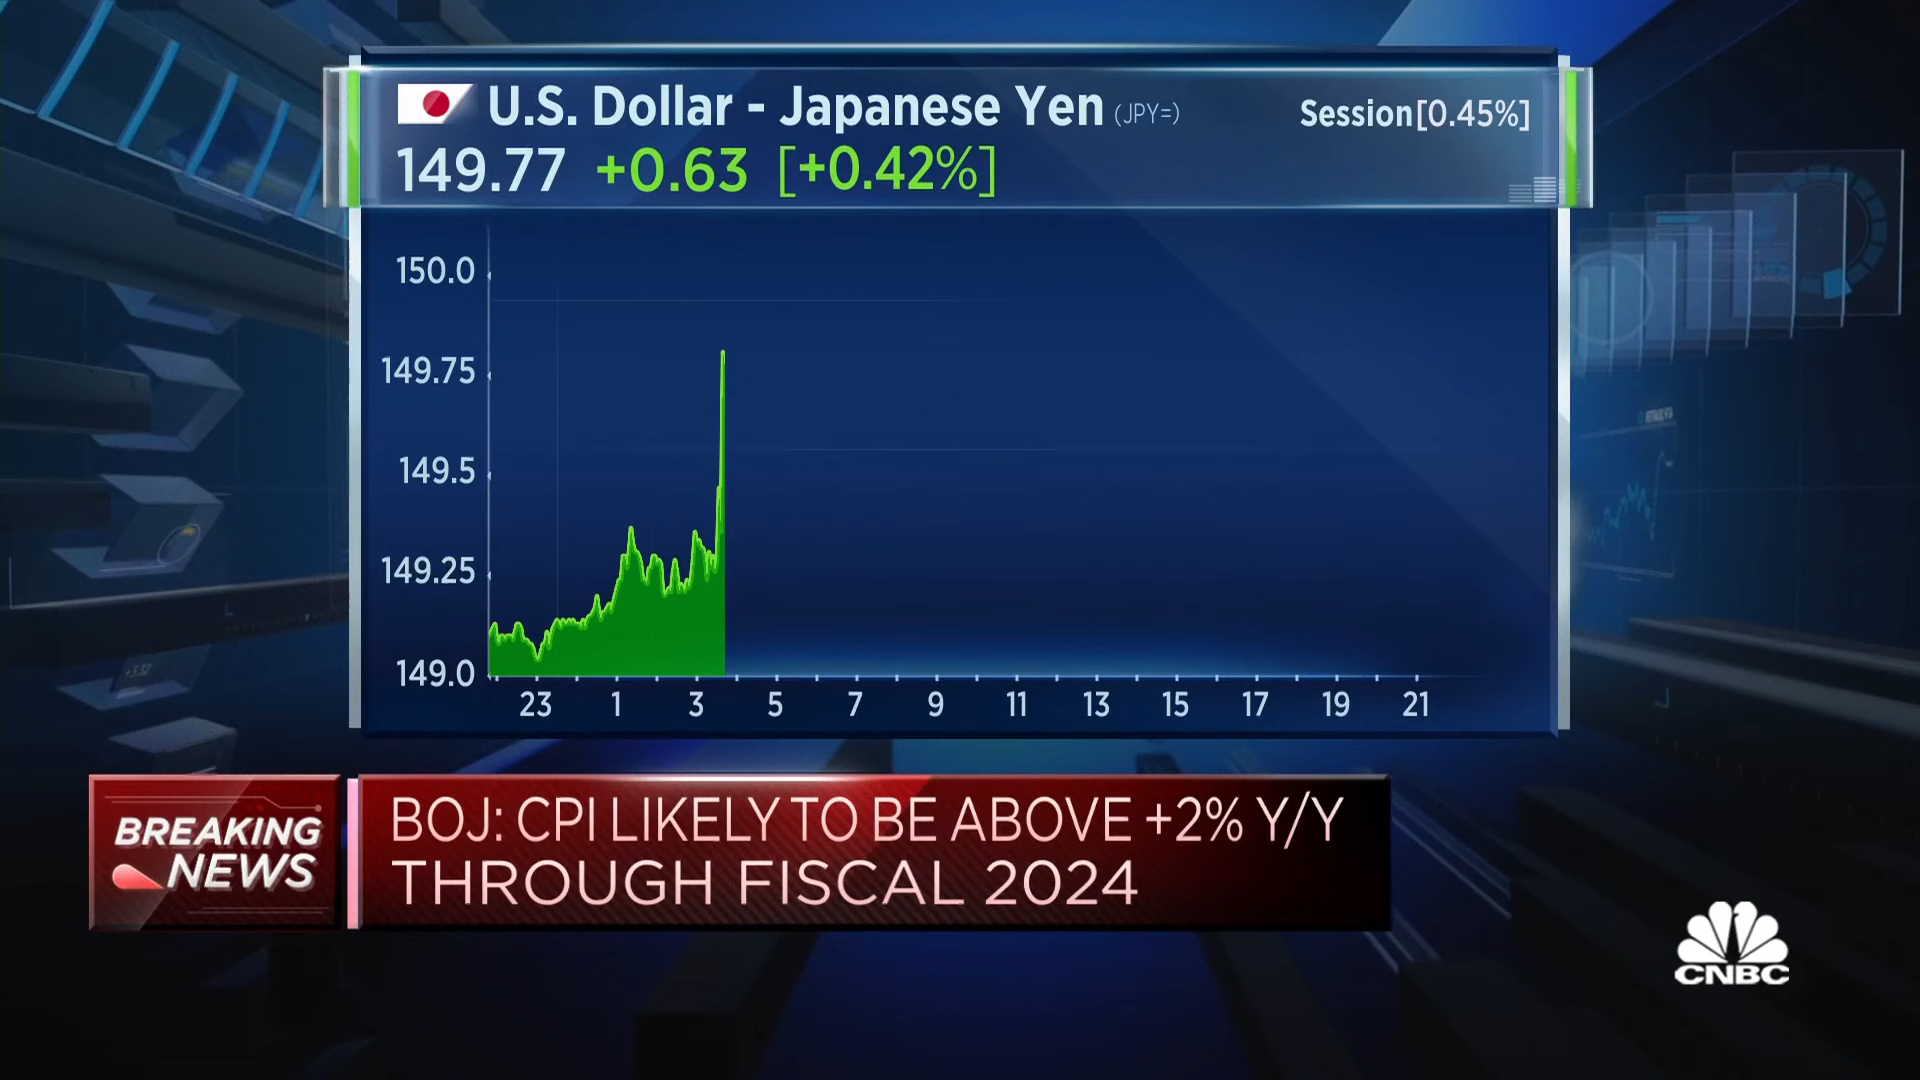 U.S. Dollar - Japanese Yen (JPY=)
Session[0.45%]
149.77 +0.63 [+0.42%]
150.0
149.75
149.5
149.25
149.0
23 1 3 5 7 9 11 13 15 17 19 21
BREAKING
NEWS
BOJ: CPI LIKELY TO BE ABOVE +2% Y/Y
THROUGH FISCAL 2024
CNBC